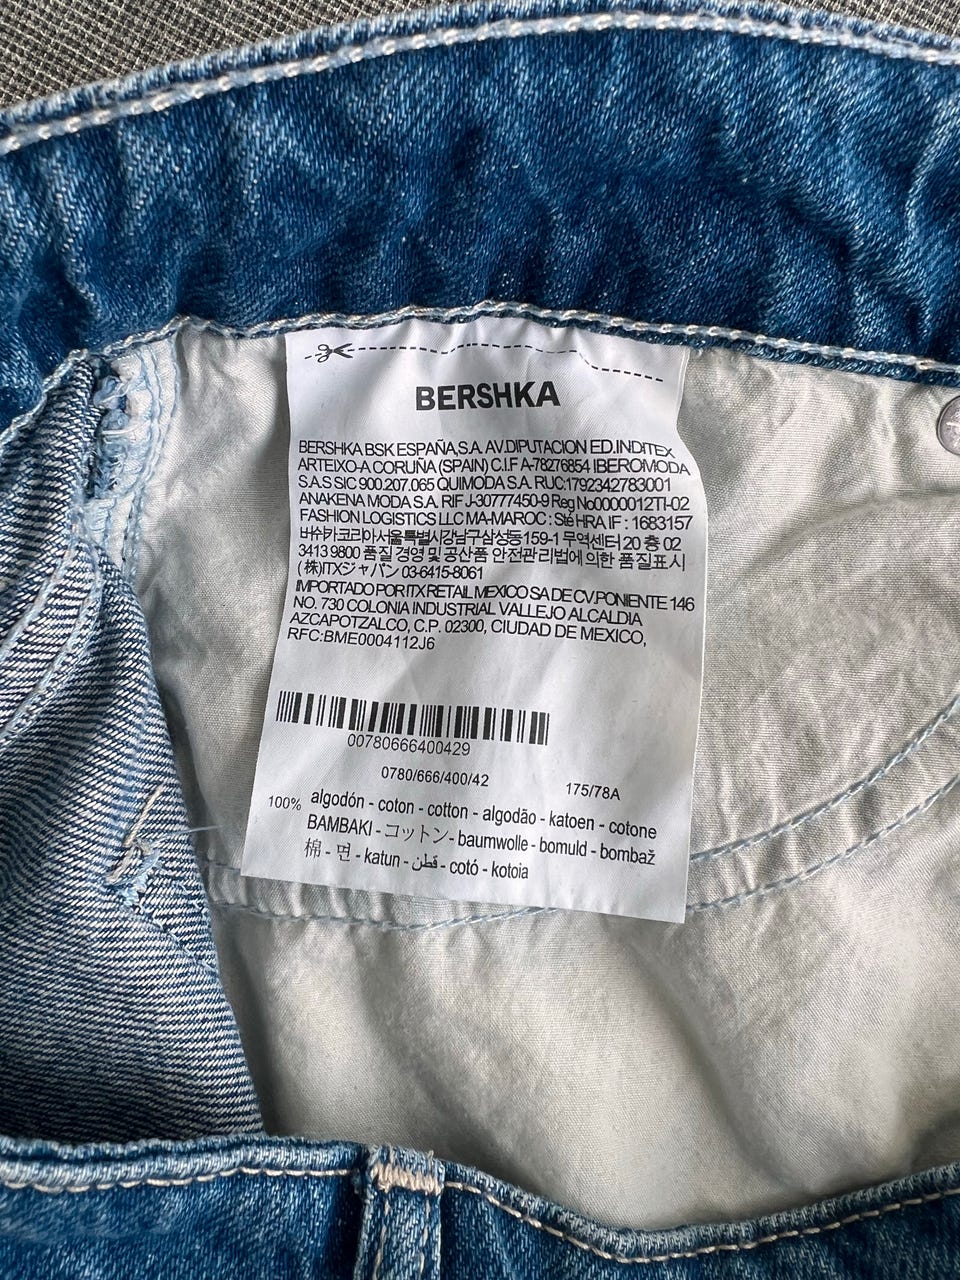 BERSHKA
BERSHKA BSK ESPAÑA,S.A. AV.DIPUTACION ED.INDITEX
ARTEIXO-A CORUÑA (SPAIN) C.I.F A-78276854 IBEROMODA
S.A.S SIC 900.207.065 QUIMODA S.A. RUC:1792342783001
ANAKENA MODA S.A. RIF J-30777450-9 Reg No0000012TI-02
FASHION LOGISTICS LLC MA-MAROC : Sté HRA IF : 1683157
버슈카코리아서울특별시강남구삼성동159-1 무역센터 20 층 02
3413 9800 품질 경영 및 공산품 안전관리법에 의한 품질표시
(株)ITXジャパン 03-6415-8061
IMPORTADO POR ITX RETAIL MEXICO SA DE CV.PONIENTE 146
NO. 730 COLONIA INDUSTRIAL VALLEJO ALCALDIA
AZCAPOTZALCO, C.P. 02300, CIUDAD DE MEXICO,
RFC:BME0004112J6
00780666400429
0780/666/400/42 175/78A
100% algodón - coton - cotton - algodão - katoen - cotone
BAMBAKI - コットン - baumwolle - bomuld - bombaž
棉 - 면 - katun - قطن - cotó - kotoia